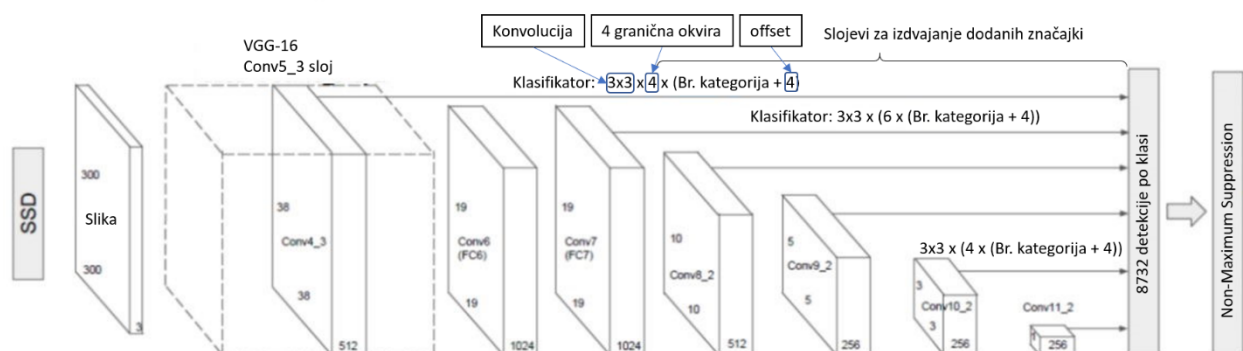 Konvolucija
4 granična okvira
offset
Slojevi za izdvajanje dodanih značajki
VGG-16
Conv5_3 sloj
Klasifikator: 3x3 x 4 x (Br. kategorija + 4)
Klasifikator: 3x3 x (6 x (Br. kategorija + 4))
3x3 x (4 x (Br. kategorija + 4))
SSD
300
Slika
300
3
38
Conv4_3
38
512
19
Conv6
(FC6)
19
1024
19
Conv7
(FC7)
19
1024
10
Conv8_2
10
512
5
Conv9_2
5
256
3
Conv10_2
3
256
Conv11_2
1
256
8732 detekcije po klasi
Non-Maximum Suppression